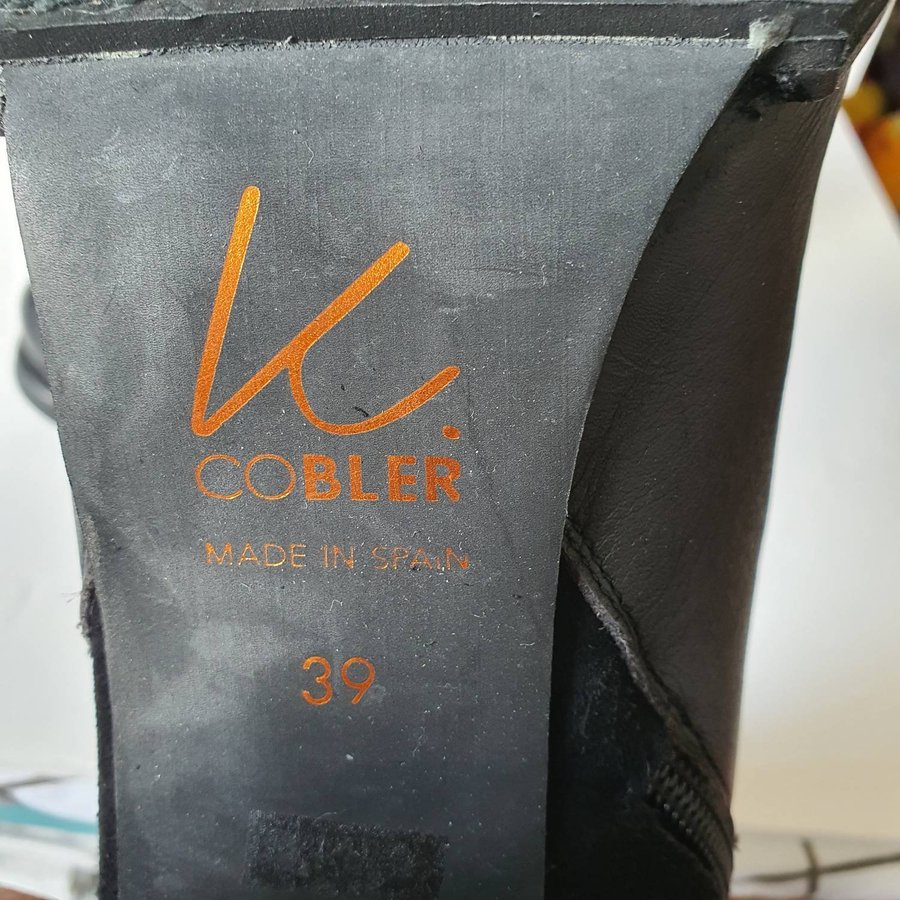 K.
COBLER
MADE IN SPAIN
39